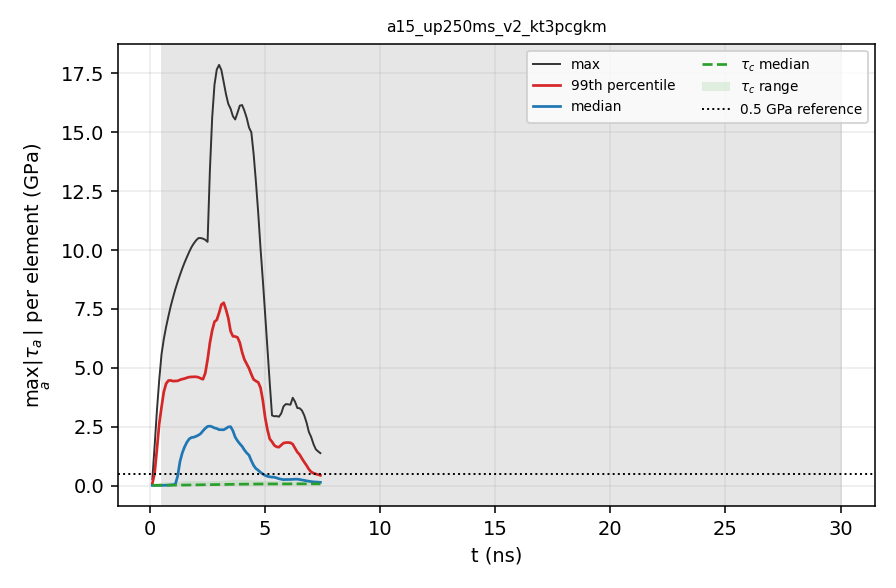 a15_up250ms_v2_kt3pcgkm
max|τa| per element (GPa)
a
17.5
15.0
12.5
10.0
7.5
5.0
2.5
0.0
max
99th percentile
median
τc median
τc range
0.5 GPa reference
0 5 10 15 20 25 30
t (ns)